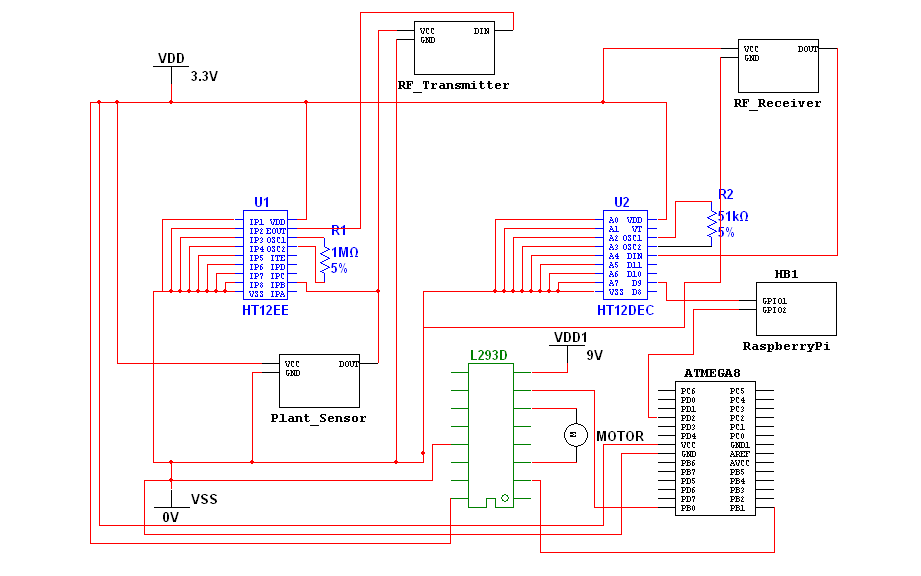 VCC DIN
GND
RF_Transmitter
VDD
3.3V
VCC DOUT
GND
RF_Receiver
U1
IP1 VDD
IP2 EOUT
IP3 OSC1
IP4 OSC2
IP5 ITE
IP6 IPD
IP7 IPC
IP8 IPB
VSS IPA
HT12EE
R1
1MΩ
5%
U2
A0 VDD
A1 VT
A2 OSC1
A3 OSC2
A4 DIN
A5 D11
A6 D10
A7 D9
VSS D8
HT12DEC
R2
51kΩ
5%
HB1
GPIO1
GPIO2
RaspberryPi
VDD1
9V
L293D
VCC DOUT
GND
Plant_Sensor
M
MOTOR
ATMEGA8
PC6 PC5
PD0 PC4
PD1 PC3
PD2 PC2
PD3 PC1
PD4 PC0
VCC GND1
GND AREF
PB6 AVCC
PB7 PB5
PD5 PB4
PD6 PB3
PD7 PB2
PB0 PB1
VSS
0V